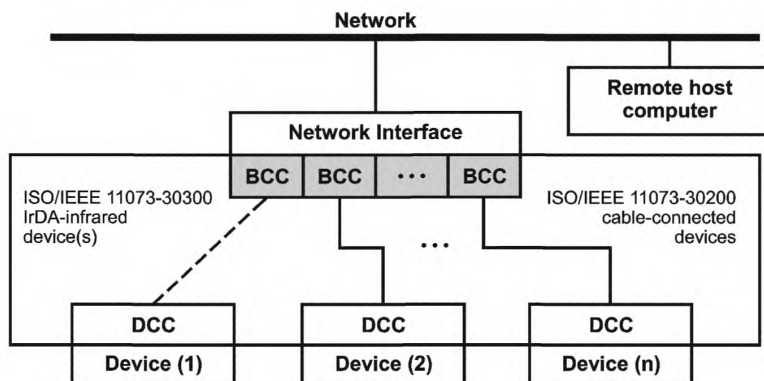 Network
Remote host
computer
Network Interface
BCC BCC ... BCC
ISO/IEEE 11073-30300
IrDA-infrared
device(s)
ISO/IEEE 11073-30200
cable-connected
devices
...
DCC DCC DCC
Device (1) Device (2) Device (n)